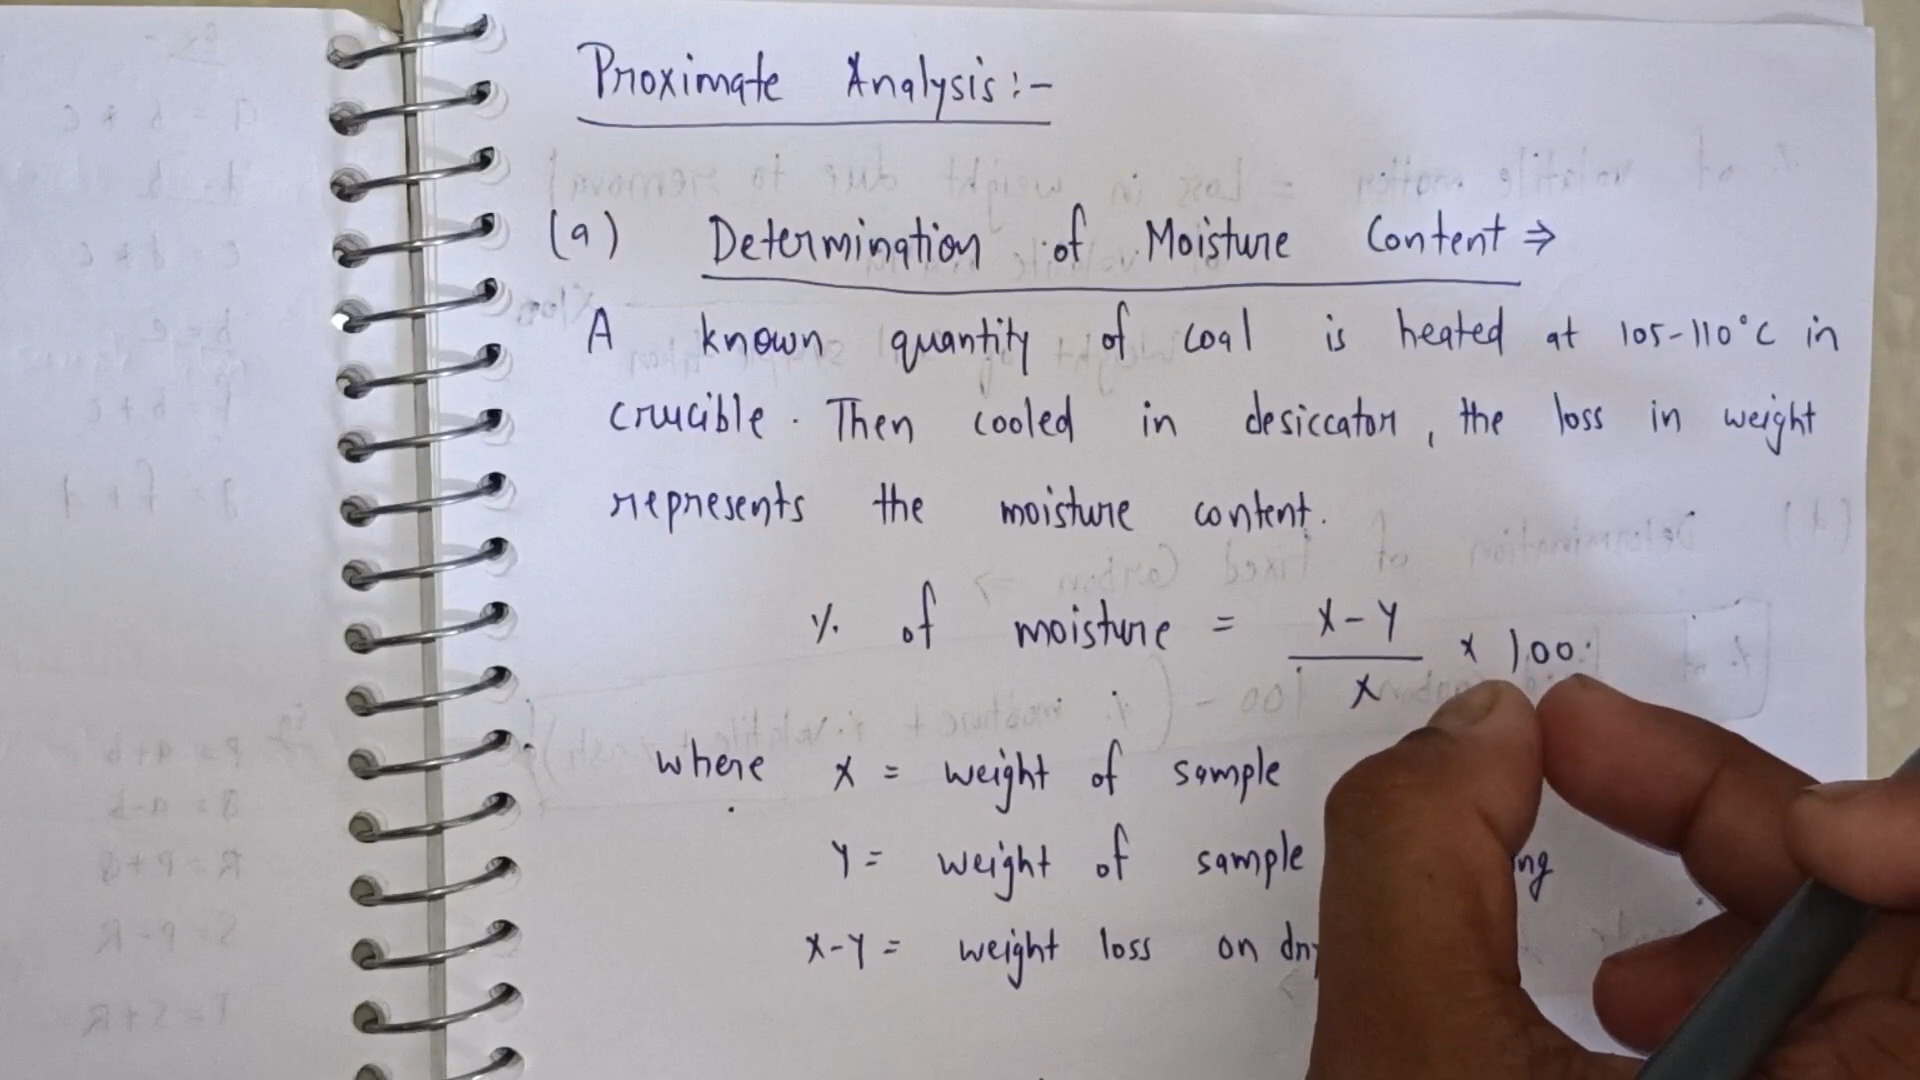 Proximate Analysis:-
(a) Determination of Moisture Content ⇒
A known quantity of coal is heated at 105-110°C in
crucible. Then cooled in desiccator, the loss in weight
represents the moisture content.
% of moisture = X-Y / X × 100
where X = weight of sample
Y = weight of sample
X-Y = weight loss on